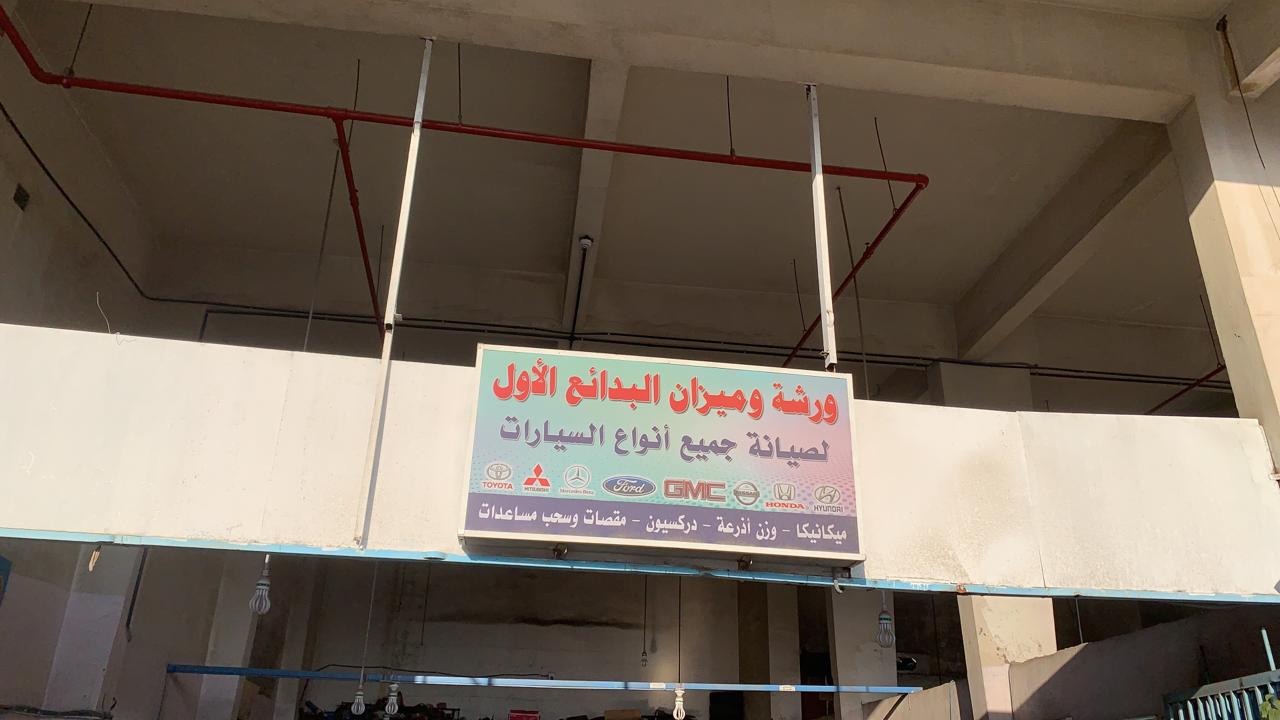 ورشة وميزان البدائع الأول
لصيانة جميع أنواع السيارات
TOYOTA MITSUBISHI Mercedes-Benz Ford GMC NISSAN HONDA HYUNDAI
ميكانيكا - وزن أذرعة - دركسيون - مقصات وسحب مساعدات